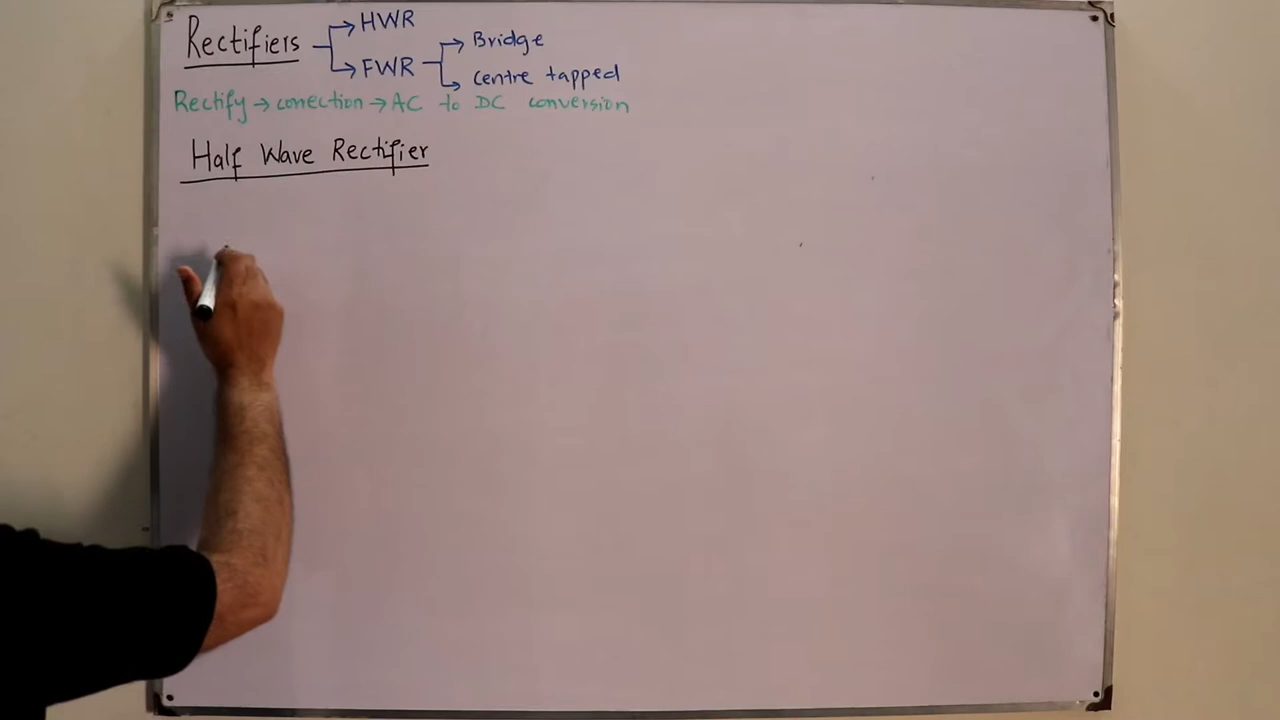 Rectifiers
HWR
FWR
Bridge
Centre tapped
Rectify → correction → AC to DC conversion
Half Wave Rectifier